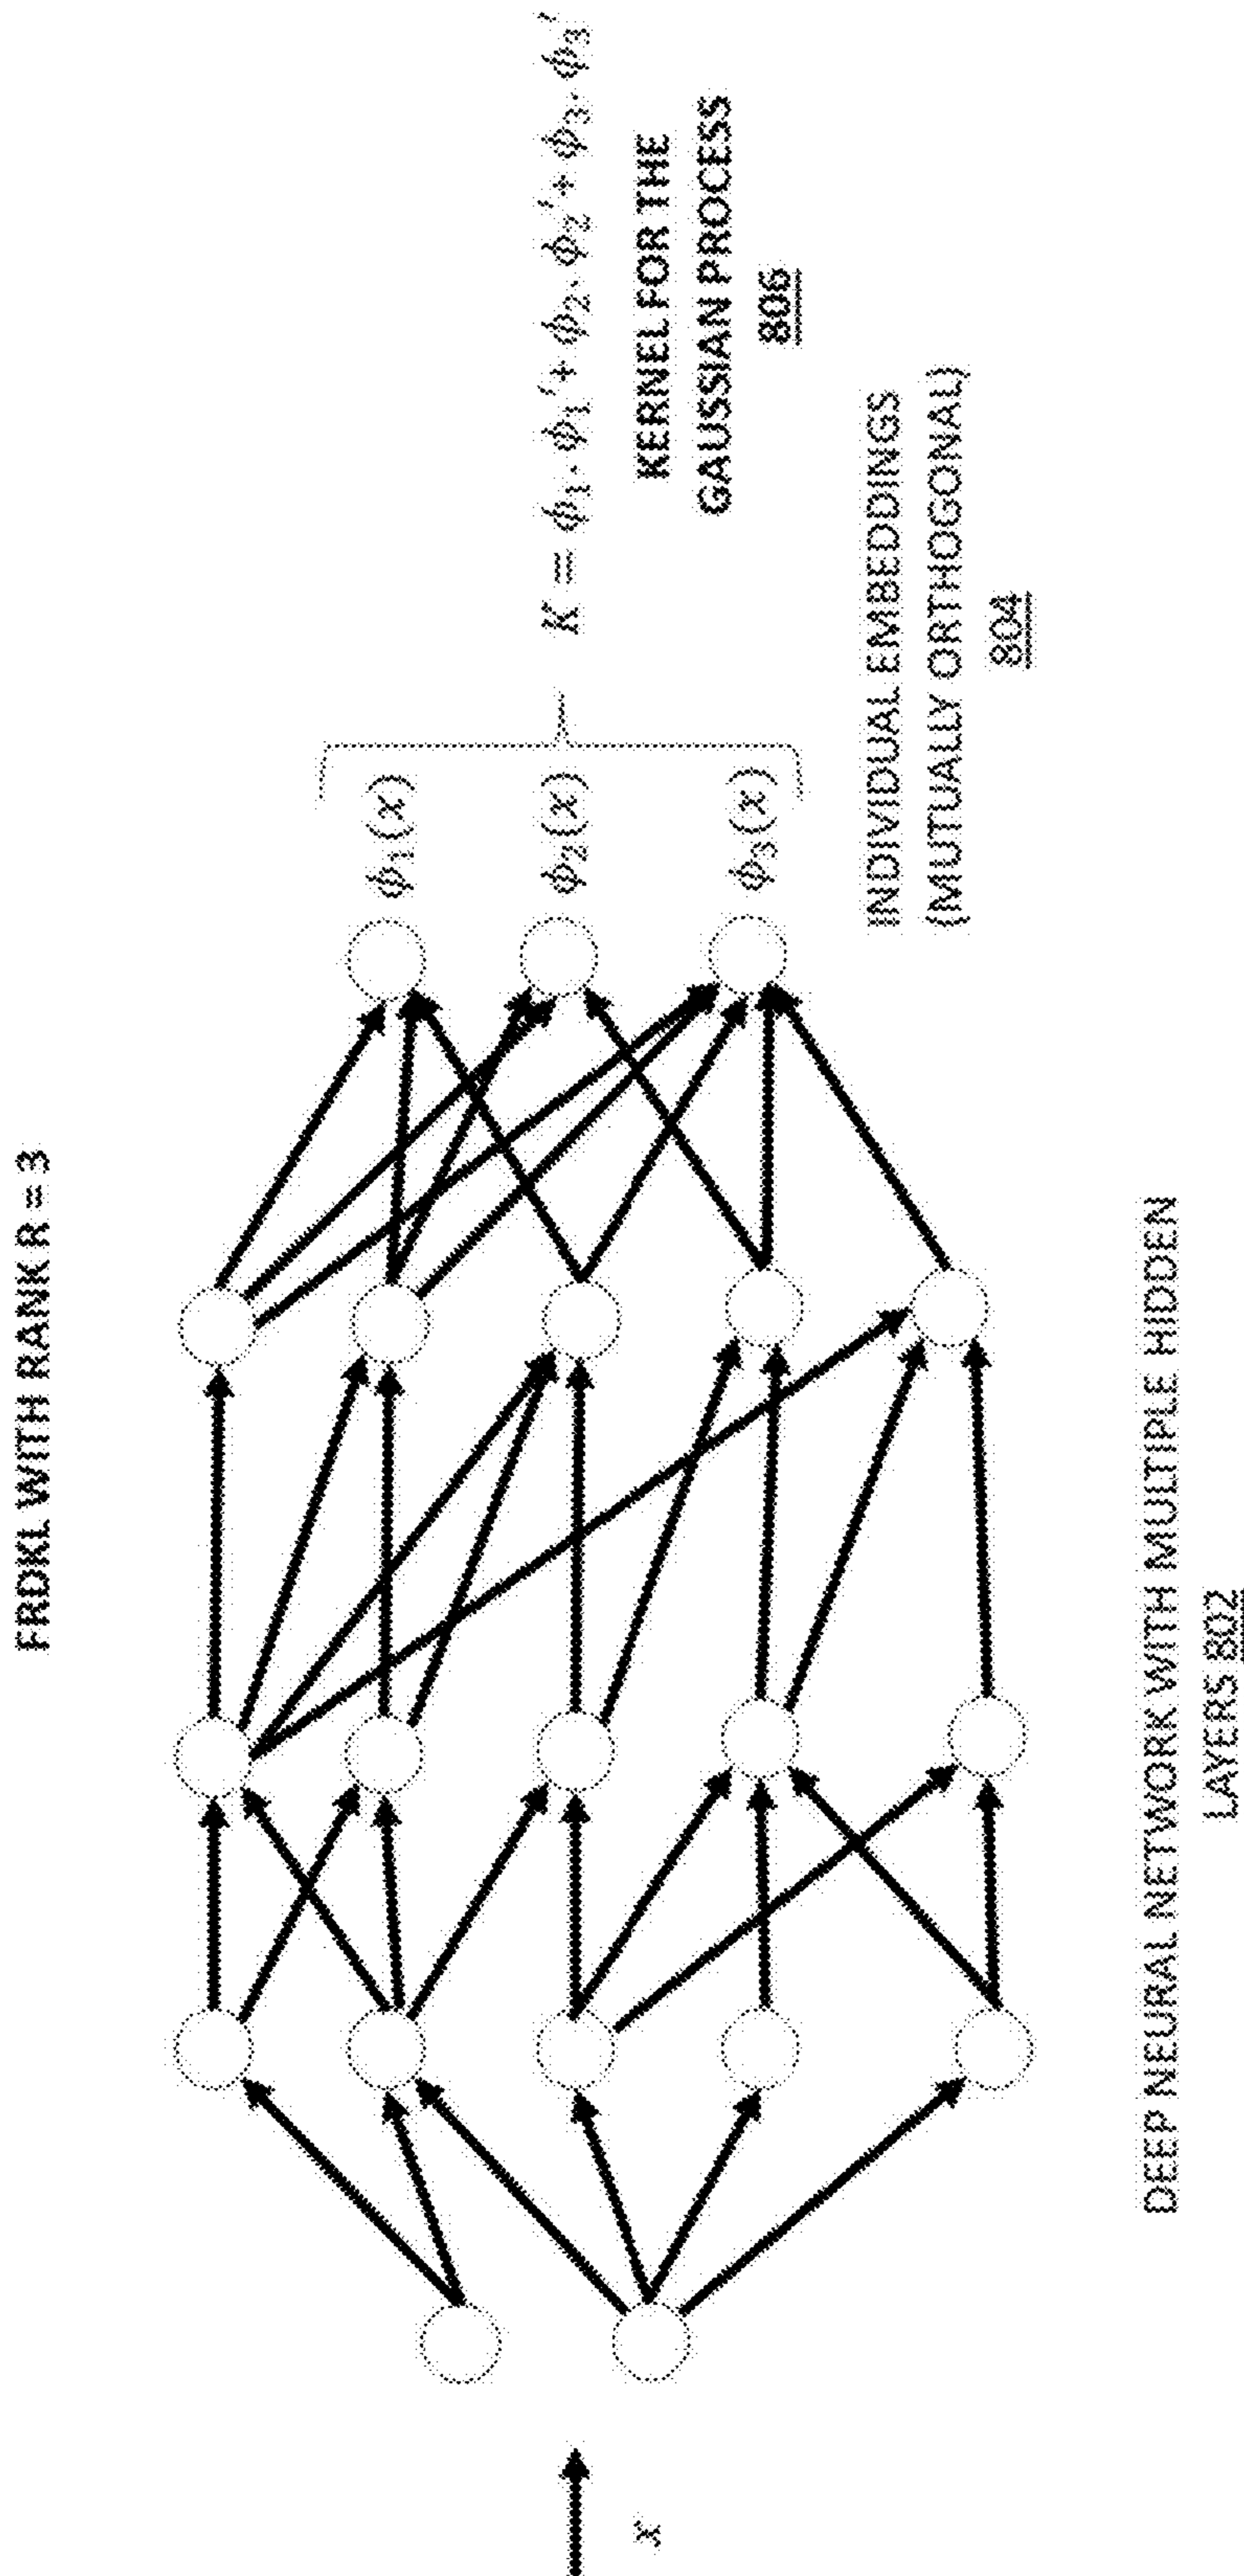 FRDKL WITH RANK R = 3
x
ϕ₁(x)
ϕ₂(x)
ϕ₃(x)
K = ϕ₁. ϕ₁′ + ϕ₂. ϕ₂′ + ϕ₃. ϕ₃′
KERNEL FOR THE
GAUSSIAN PROCESS
806
INDIVIDUAL EMBEDDINGS
(MUTUALLY ORTHOGONAL)
804
DEEP NEURAL NETWORK WITH MULTIPLE HIDDEN
LAYERS 802